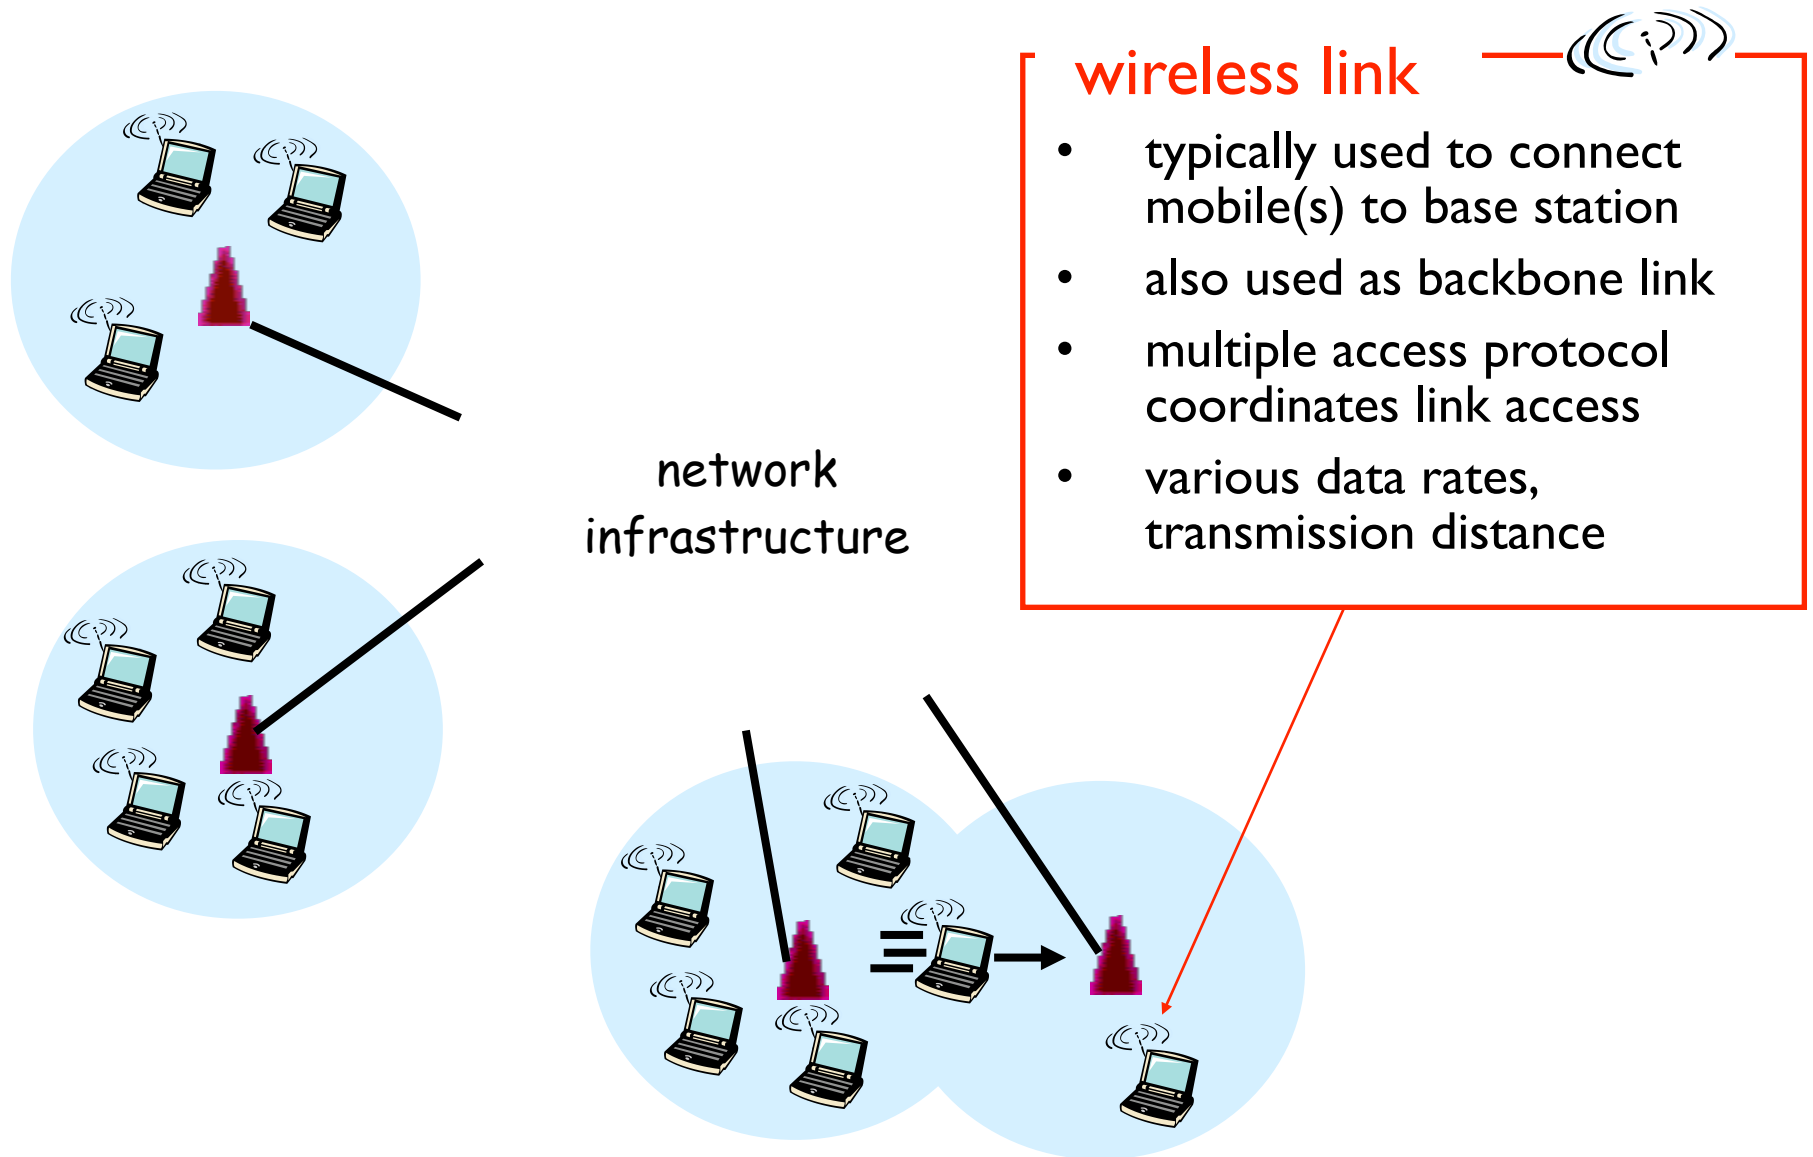 wireless link
• typically used to connect
mobile(s) to base station
• also used as backbone link
• multiple access protocol
coordinates link access
• various data rates,
transmission distance
network
infrastructure